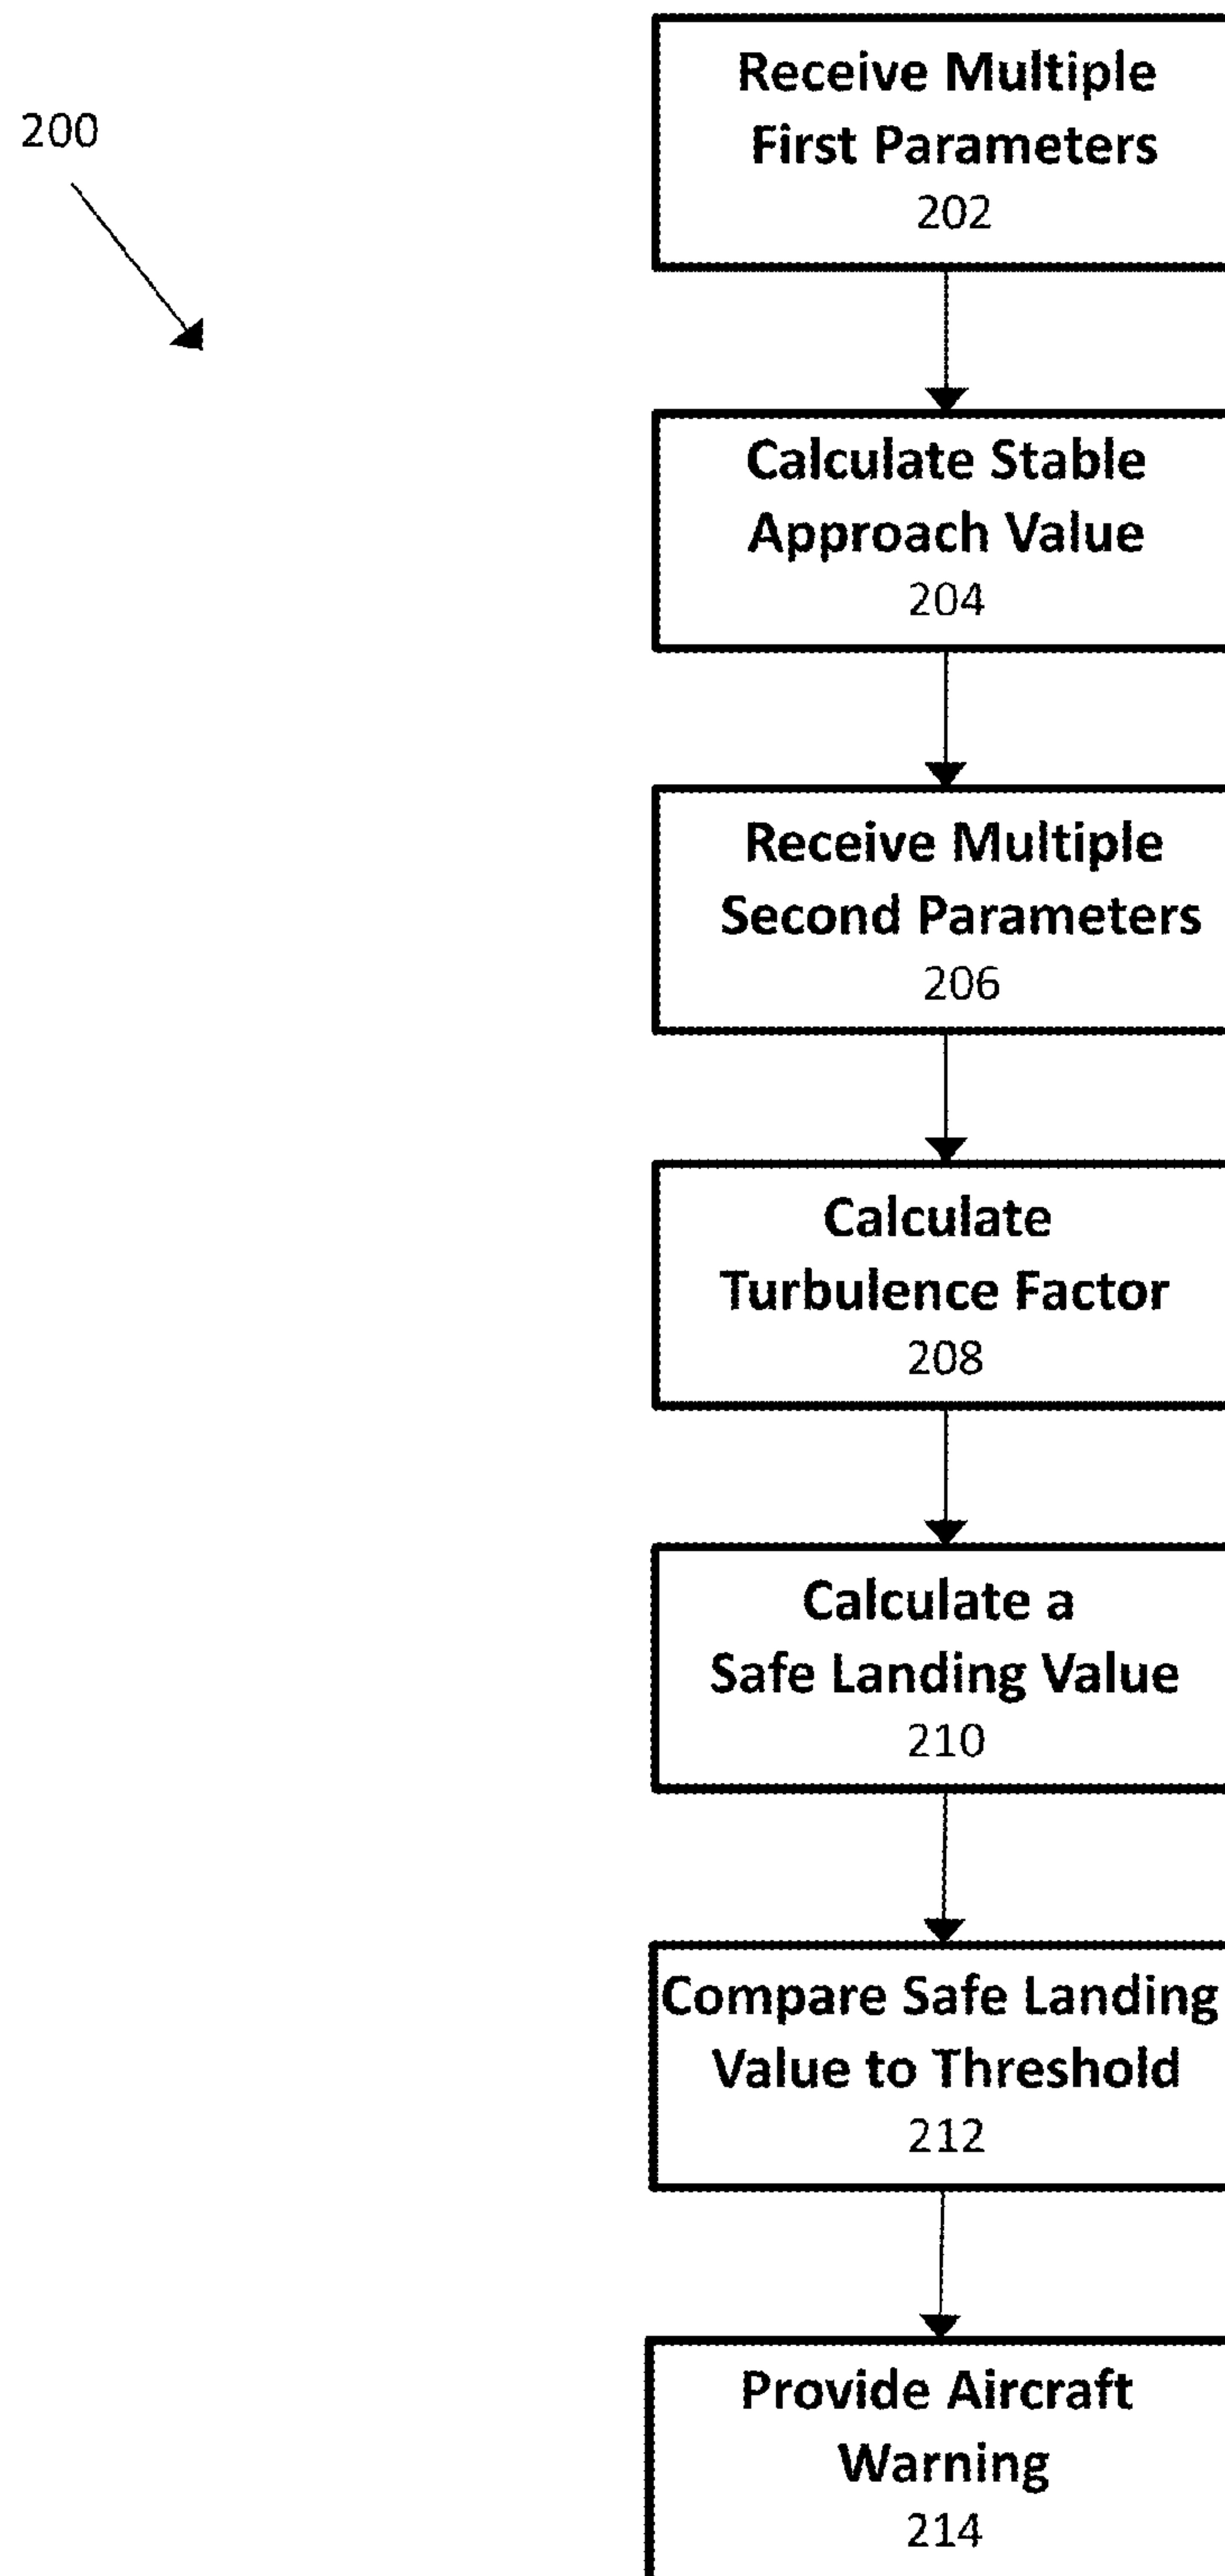 200
Receive Multiple
First Parameters
202
Calculate Stable
Approach Value
204
Receive Multiple
Second Parameters
206
Calculate
Turbulence Factor
208
Calculate a
Safe Landing Value
210
Compare Safe Landing
Value to Threshold
212
Provide Aircraft
Warning
214